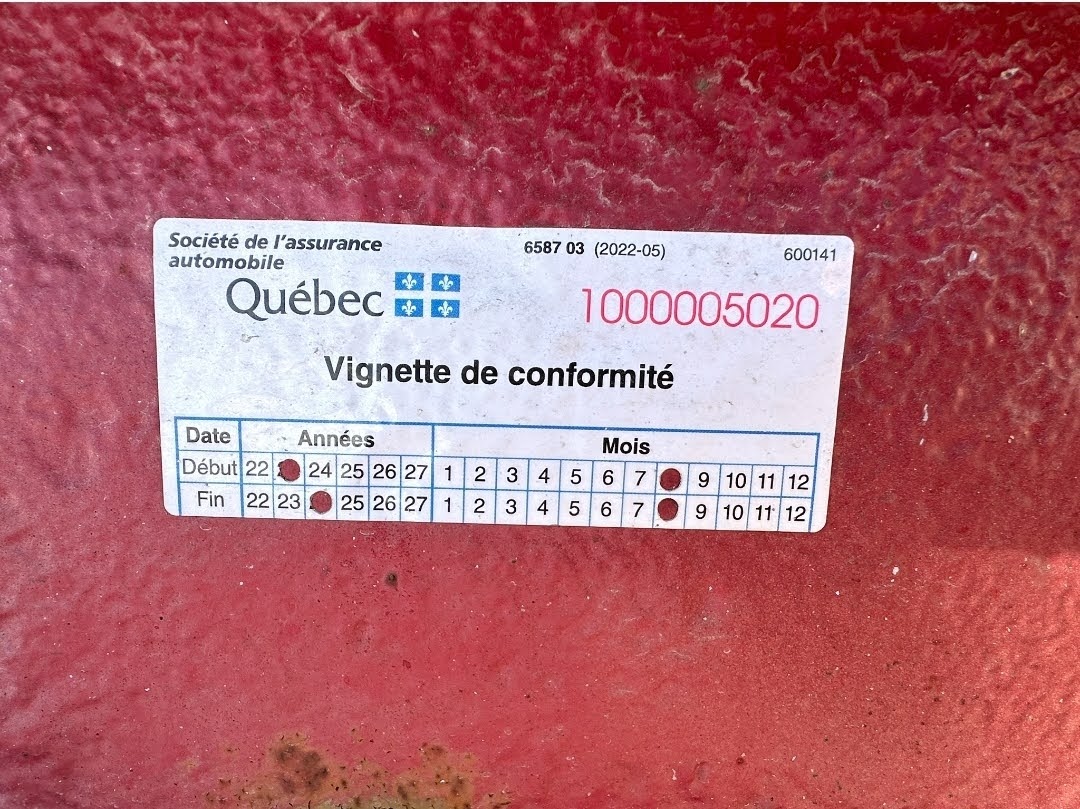 Société de l'assurance
automobile
Québec
6587 03 (2022-05)
600141
1000005020
Vignette de conformité
Date Années Mois
Début 22 24 25 26 27 1 2 3 4 5 6 7 9 10 11 12
Fin 22 23 25 26 27 1 2 3 4 5 6 7 9 10 11 12